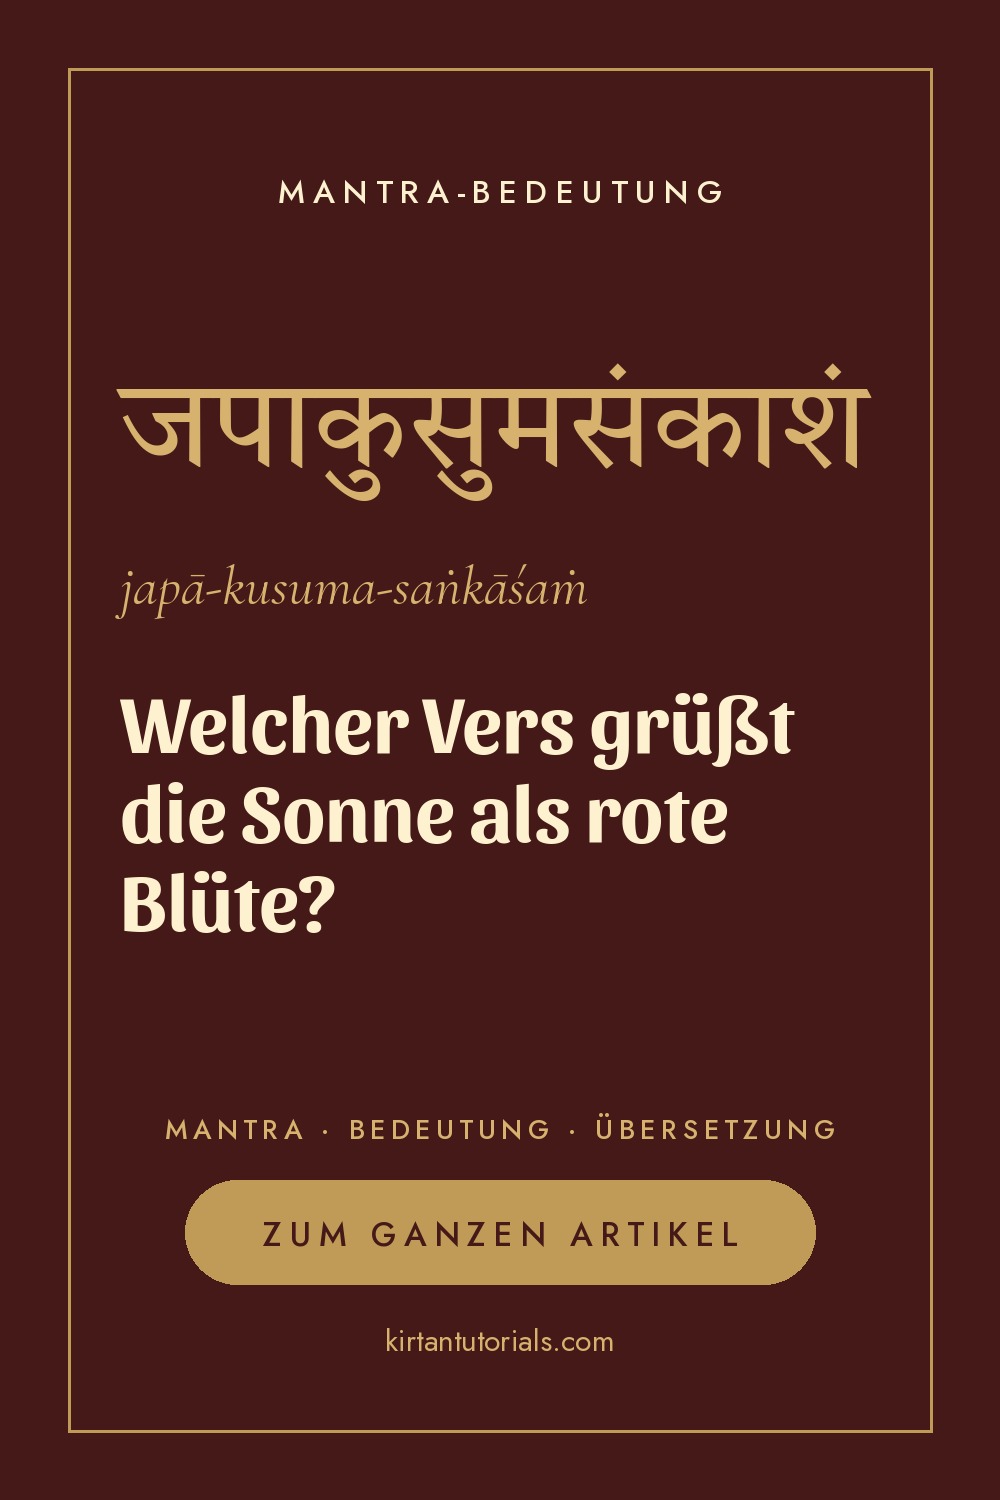 MANTRA-BEDEUTUNG
जपाकुसुमसंकाशं
japā-kusuma-saṅkāśaṁ
Welcher Vers grüßt
die Sonne als rote
Blüte?
MANTRA · BEDEUTUNG · ÜBERSETZUNG
ZUM GANZEN ARTIKEL
kirtantutorials.com